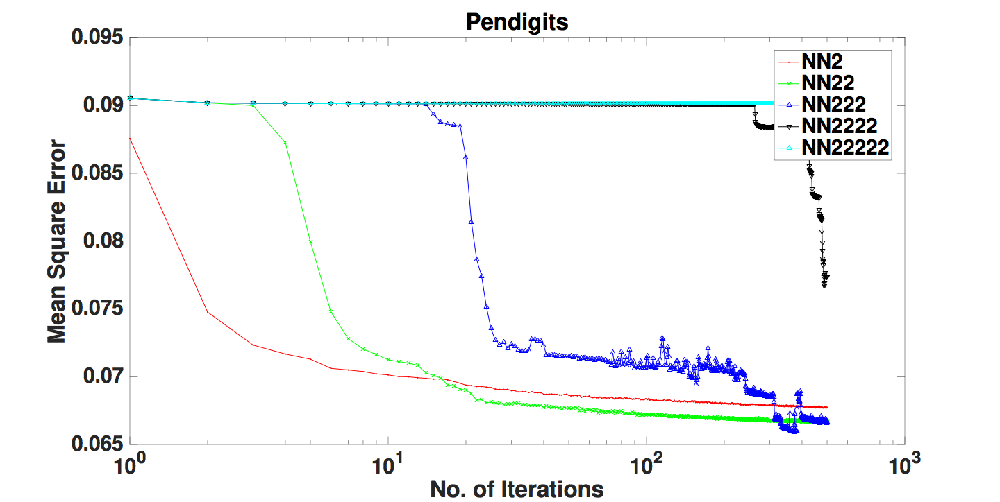 Pendigits
0.095
0.09
0.085
0.08
0.075
0.07
0.065
Mean Square Error
10^0
10^1
10^2
10^3
No. of Iterations
NN2
NN22
NN222
NN2222
NN22222